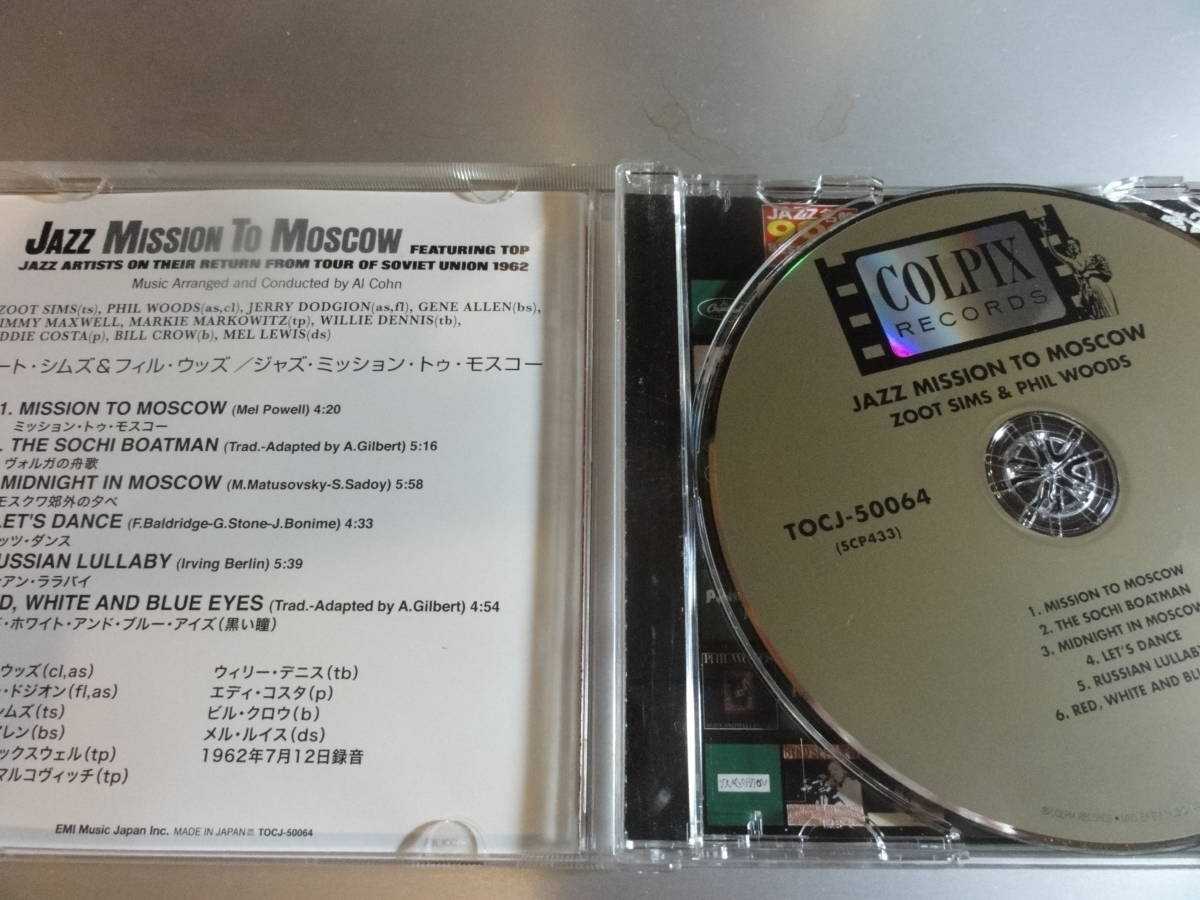 JAZZ MISSION TO MOSCOW FEATURING TOP
JAZZ ARTISTS ON THEIR RETURN FROM TOUR OF SOVIET UNION 1962
Music Arranged and Conducted by Al Cohn
ZOOT SIMS(ts), PHIL WOODS(as,cl), JERRY DODGION(as,fl), GENE ALLEN(bs),
IMMY MAXWELL, MARKIE MARKOWITZ(tp), WILLIE DENNIS(tb),
DDIE COSTA(p), BILL CROW(b), MEL LEWIS(ds)
ート・シムズ&フィル・ウッズ/ジャズ・ミッション・トゥ・モスコー
1. MISSION TO MOSCOW (Mel Powell) 4:20
ミッション・トゥ・モスコー
. THE SOCHI BOATMAN (Trad.-Adapted by A.Gilbert) 5:16
ヴォルガの舟歌
MIDNIGHT IN MOSCOW (M.Matusovsky-S.Sadoy) 5:58
モスクワ郊外の夕べ
LET'S DANCE (F.Baldridge-G.Stone-J.Bonime) 4:33
ッツ・ダンス
USSIAN LULLABY (Irving Berlin) 5:39
アン・ララバイ
D, WHITE AND BLUE EYES (Trad.-Adapted by A.Gilbert) 4:54
・ホワイト・アンド・ブルー・アイズ(黒い瞳)
ウッズ(cl,as)
・ドジオン(fl,as)
ムズ(ts)
レン(bs)
ックスウェル(tp)
マルコヴィッチ(tp)
ウィリー・デニス(tb)
エディ・コスタ(p)
ビル・クロウ(b)
メル・ルイス(ds)
1962年7月12日録音
EMI Music Japan Inc. MADE IN JAPAN TOCJ-50064
COLPIX
RECORDS
JAZZ MISSION TO MOSCOW
ZOOT SIMS & PHIL WOODS
TOCJ-50064
(SCP433)
1. MISSION TO MOSCOW
2. THE SOCHI BOATMAN
3. MIDNIGHT IN MOSCOW
4. LET'S DANCE
5. RUSSIAN LULLABY
6. RED, WHITE AND BLU
JAZZ
Capitol
PHIL WOODS